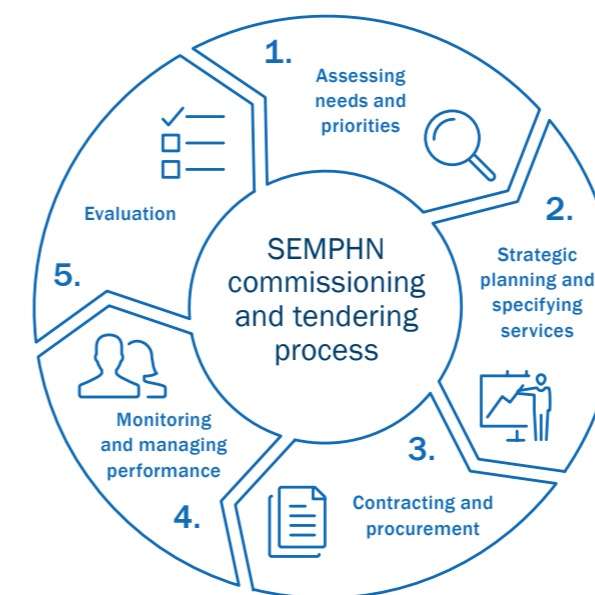 SEMPHN
commissioning
and tendering
process
1.
Assessing
needs and
priorities
2.
Strategic
planning and
specifying
services
3.
Contracting and
procurement
4.
Monitoring
and managing
performance
5.
Evaluation